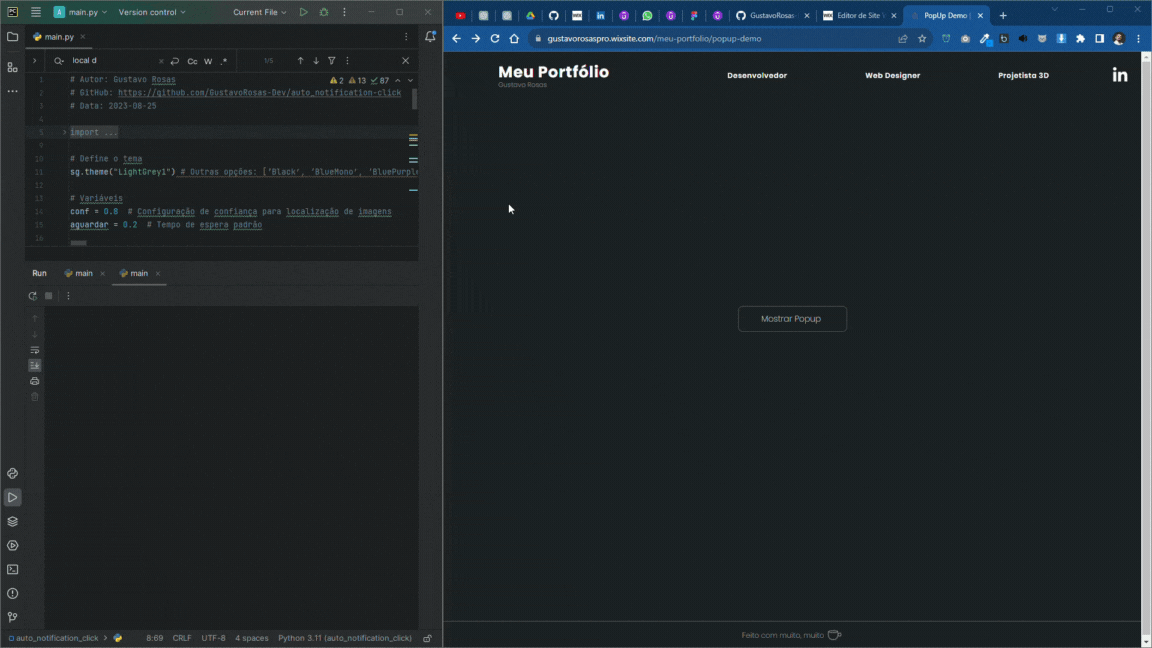 main.py
Version control
Current File
main.py
local d
Cc
W
.*
1/5
2 13 87
1 # Autor: Gustavo Rosas
2 # GitHub: https://github.com/GustavoRosas-Dev/auto_notification-click
3 # Data: 2023-08-25
4
5 import ...
9
10 # Define o tema
11 sg.theme("LightGrey1") # Outras opções: ['Black', 'BlueMono', 'BluePurple
12
13 # Variáveis
14 conf = 0.8 # Configuração de confiança para localização de imagens
15 aguardar = 0.2 # Tempo de espera padrão
16
Run
main
main
auto_notification_click
8:69
CRLF
UTF-8
4 spaces
Python 3.11 (auto_notification_click)
GustavoRosas-
Editor de Site
PopUp Demo
gustavorosaspro.wixsite.com/meu-portfolio/popup-demo
Meu Portfólio
Gustavo Rosas
Desenvolvedor
Web Designer
Projetista 3D
in
Mostrar Popup
Feito com muito, muito